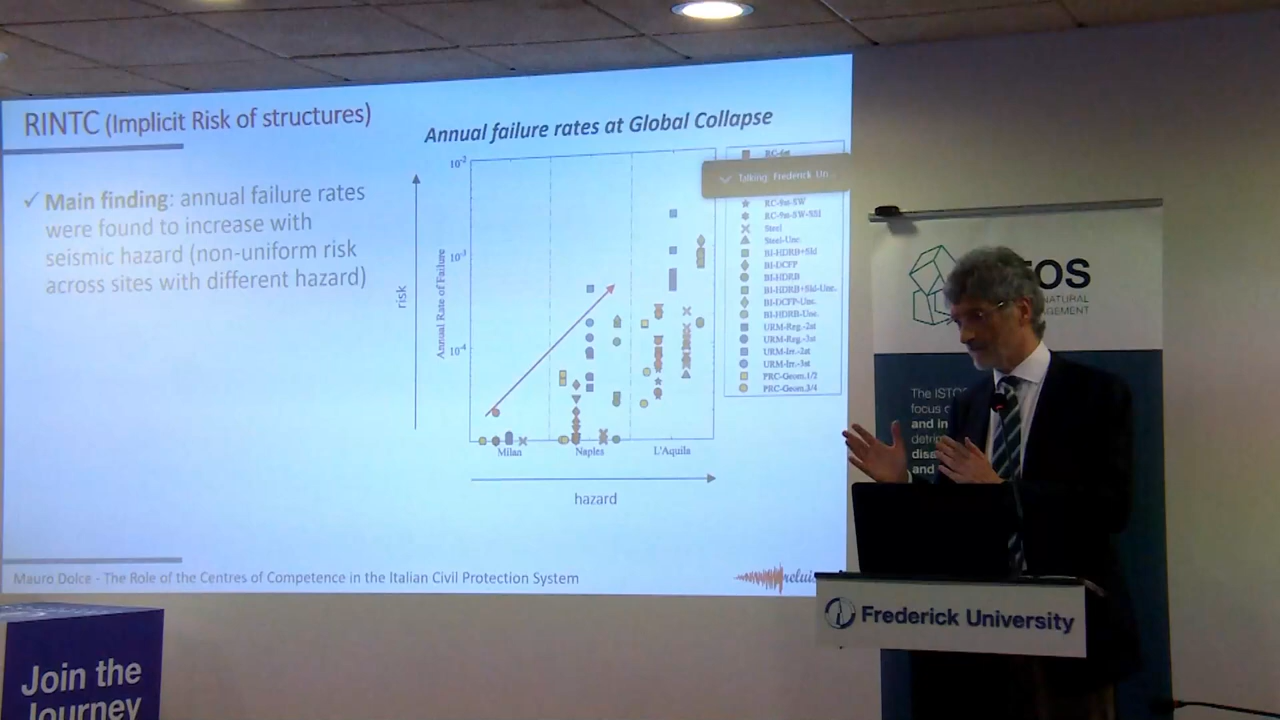 RINTC (Implicit Risk of structures)
✓ Main finding: annual failure rates
were found to increase with
seismic hazard (non-uniform risk
across sites with different hazard)
Annual failure rates at Global Collapse
risk
Annual Rate of Failure
10-2
10-3
10-4
Milan
Naples
L'Aquila
hazard
Talking: Frederick Un...
RC-9st-SW
RC-9st-SW-SSI
Steel
Steel-Unc.
BI-HDRB+Sld
BI-DCFP
BI-HDRB
BI-HDRB+Sld-Unc.
BI-DCFP-Unc.
BI-HDRB-Unc.
URM-Reg.-2st
URM-Reg.-3st
URM-Irr.-2st
URM-Irr.-3st
PRC-Geom.1/2
PRC-Geom.3/4
Mauro Dolce - The Role of the Centres of Competence in the Italian Civil Protection System
reluis
TOS
NATURAL
The ISTO
focus o
and in
detri
disa
and
Frederick University
Join the
Journey